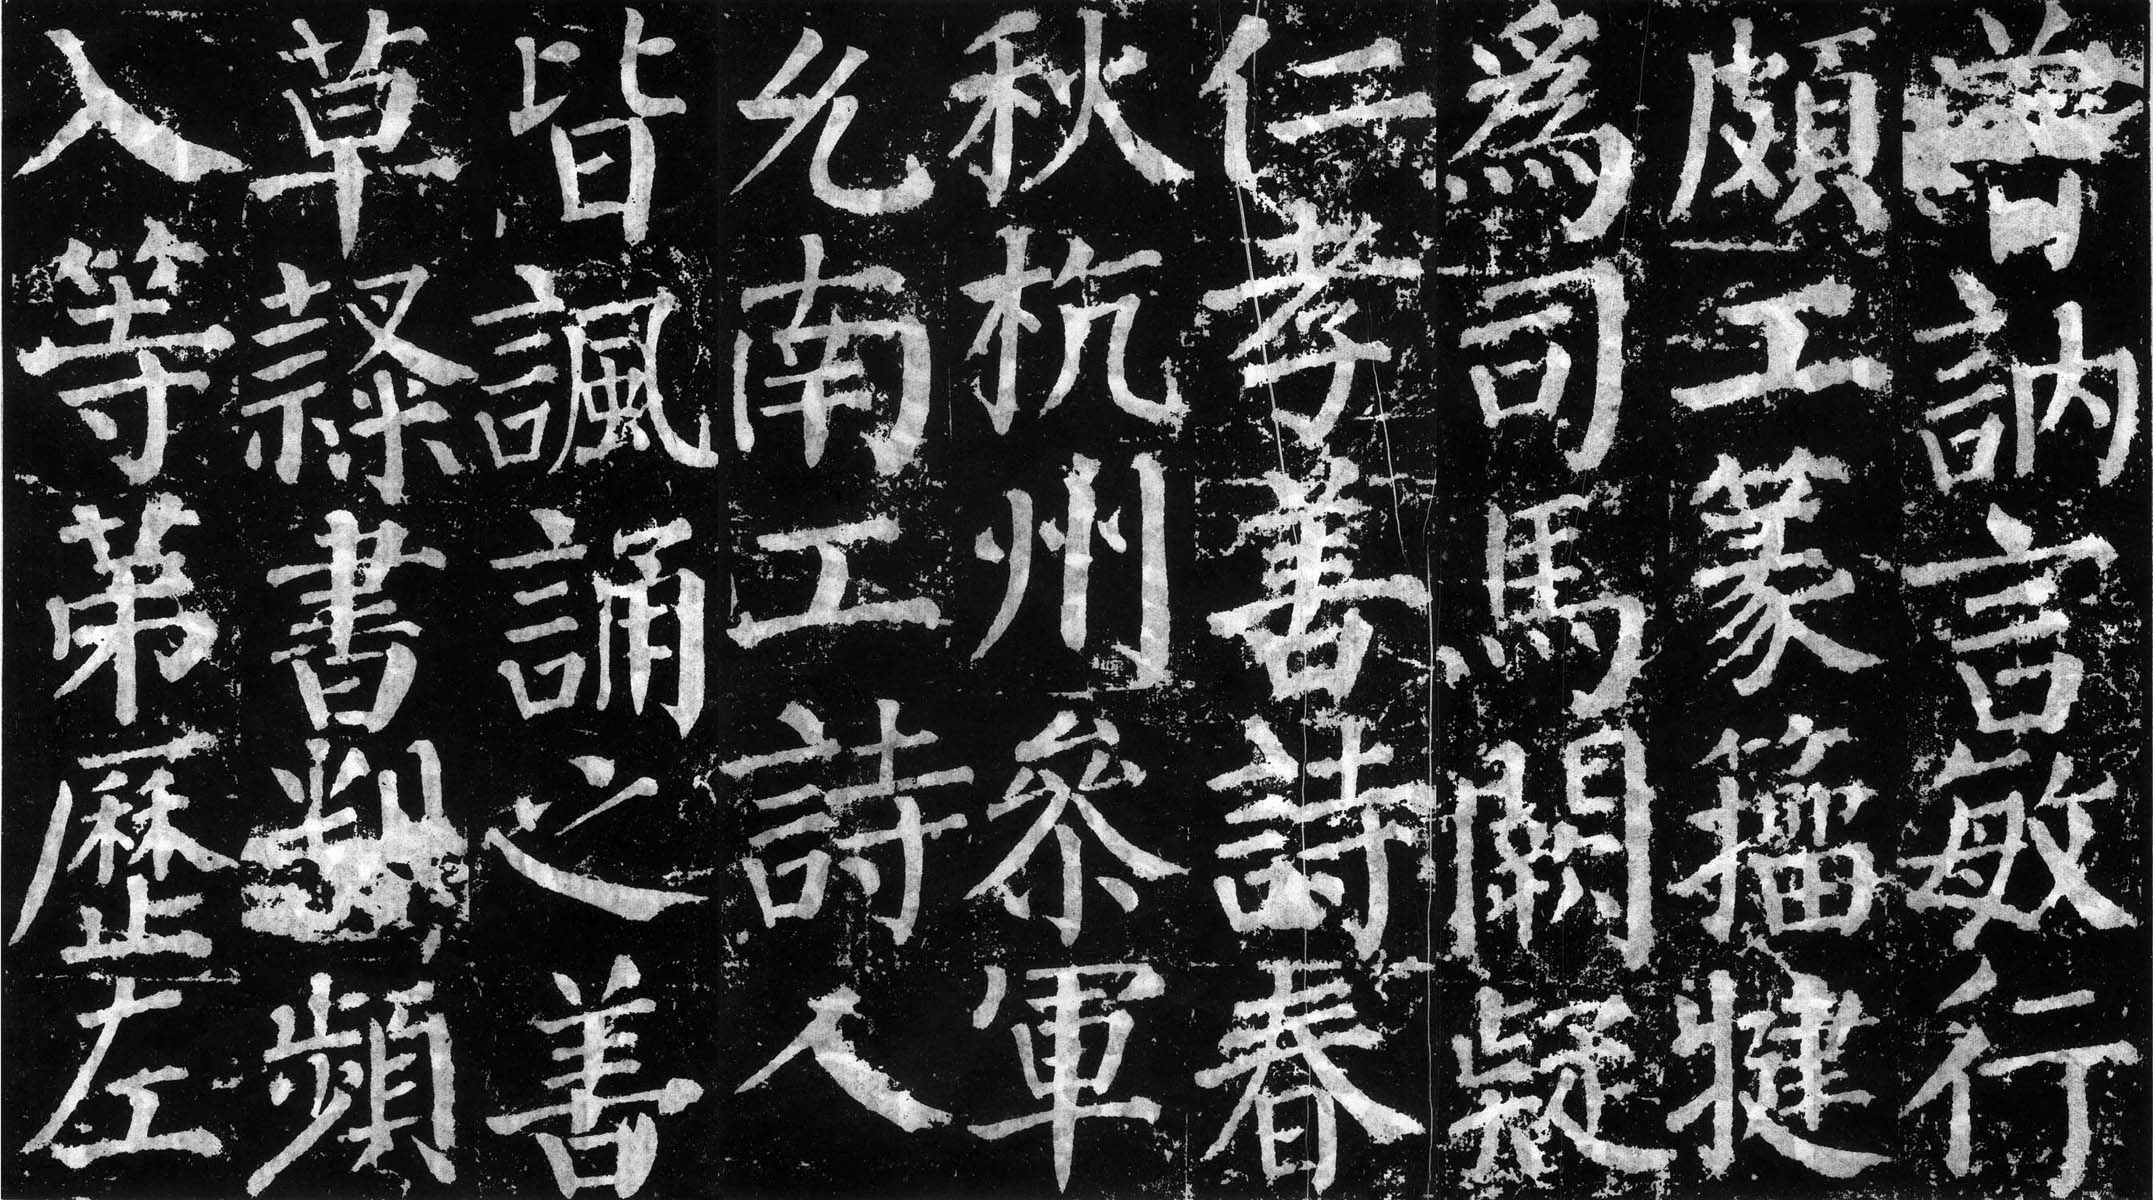 曾訥言敏行
頗工篆籀犍
爲司馬闕疑
仁孝善詩春
秋杭州參軍
允南工詩人
皆諷誦之善
草隸書判頻
入等第歷左